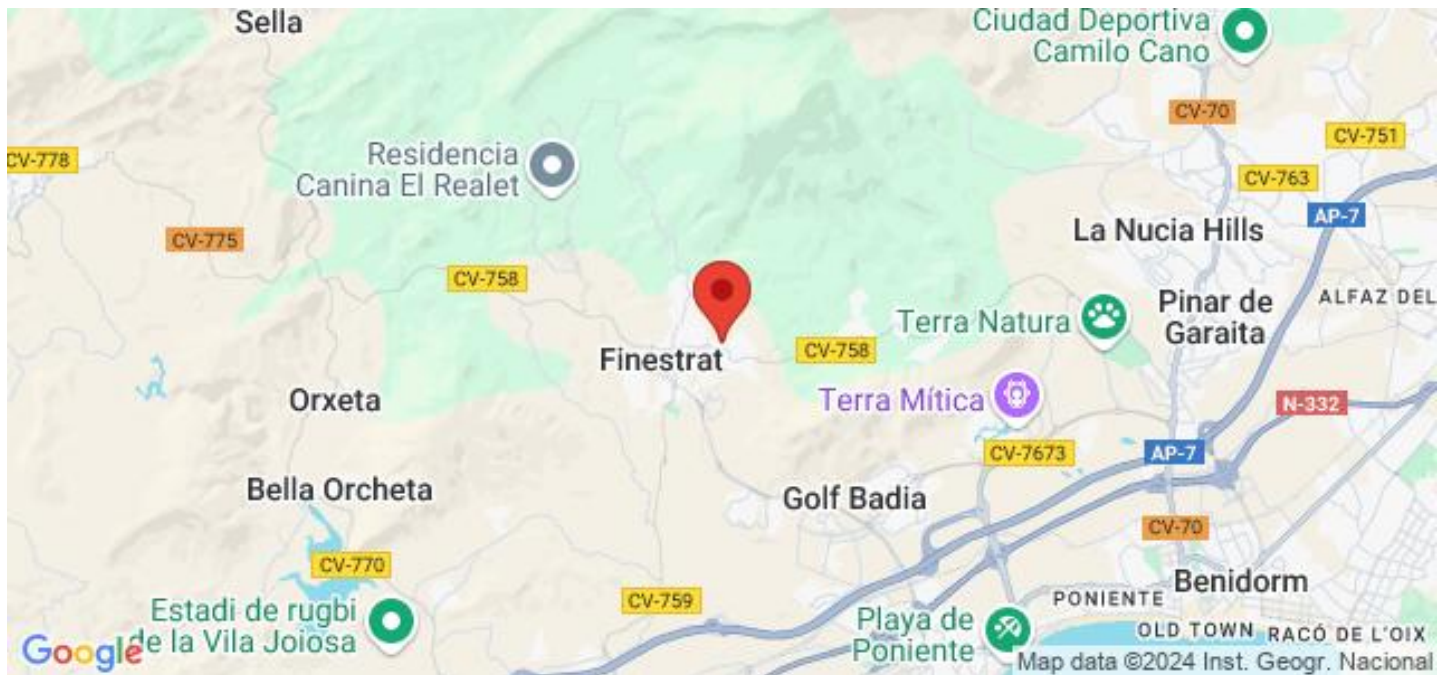 Sella
Ciudad Deportiva
Camilo Cano
CV-70
CV-751
CV-778
Residencia
Canina El Realet
CV-763
AP-7
CV-775
La Nucia Hills
CV-758
Pinar de
Garaita
ALFAZ DEL
Terra Natura
CV-758
Finestrat
Orxeta
Terra Mítica
N-332
CV-7673
AP-7
Bella Orcheta
Golf Badia
CV-70
CV-770
Benidorm
CV-759
PONIENTE
Estadi de rugbi
de la Vila Joiosa
Playa de
Poniente
OLD TOWN
RACÓ DE L'OIX
Google
Map data ©2024 Inst. Geogr. Nacional